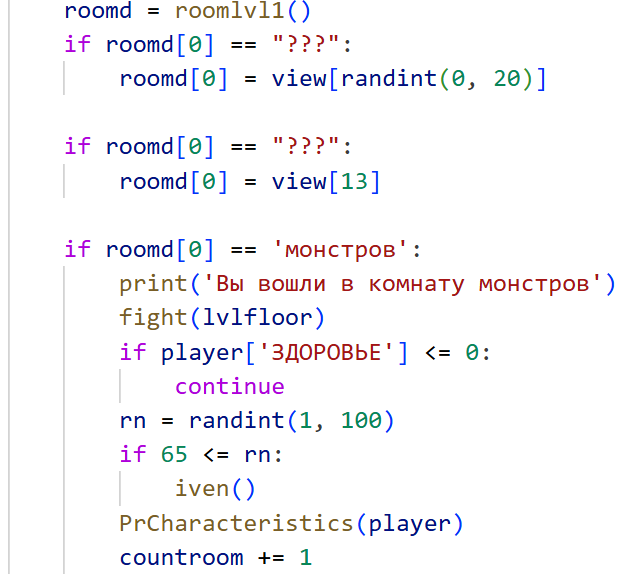 roomd = roomlvl1()
if roomd[0] == "???":
    roomd[0] = view[randint(0, 20)]

if roomd[0] == "???":
    roomd[0] = view[13]

if roomd[0] == 'монстров':
    print('Вы вошли в комнату монстров')
    fight(lvlfloor)
    if player['ЗДОРОВЬЕ'] <= 0:
        continue
    rn = randint(1, 100)
    if 65 <= rn:
        iven()
    PrCharacteristics(player)
    countroom += 1